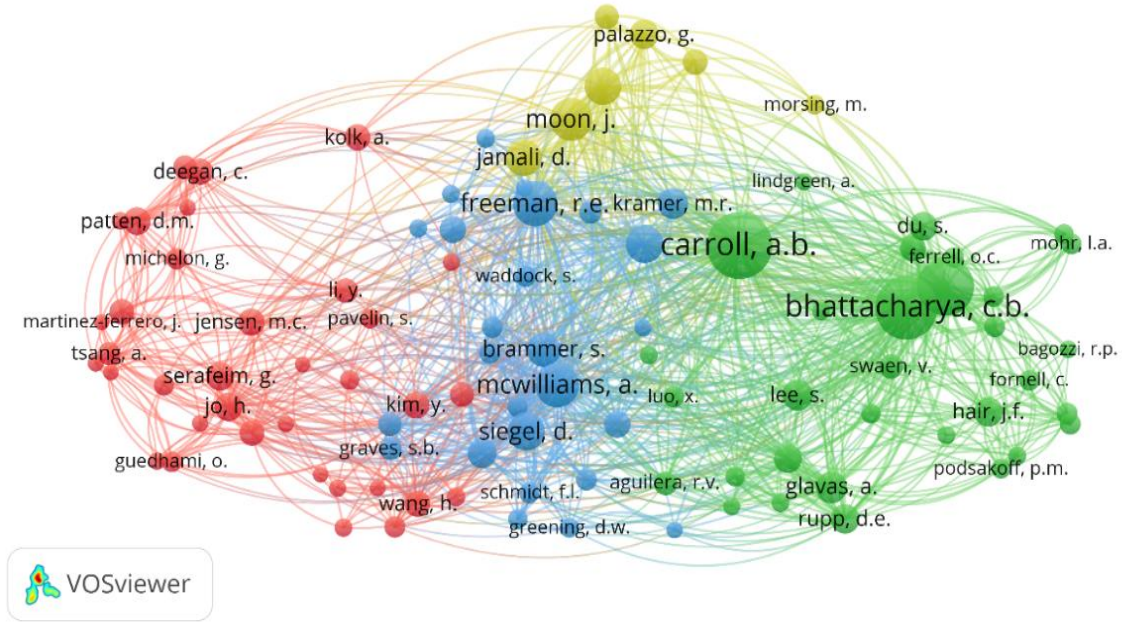 palazzo, g.
morsing, m.
moon, j.
kolk, a.
jamali, d.
deegan, c.
lindgreen, a.
freeman, r.e.
kramer, m.r.
patten, d.m.
du, s.
carroll, a.b.
mohr, l.a.
michelon, g.
ferrell, o.c.
waddock, s.
li, y.
bhattacharya, c.b.
martinez-ferrero, j.
jensen, m.c.
pavelin, s.
brammer, s.
bagozzi, r.p.
tsang, a.
swaen, v.
serafeim, g.
mcwilliams, a.
fornell, c.
luo, x.
lee, s.
jo, h.
kim, y.
hair, j.f.
siegel, d.
graves, s.b.
guedhami, o.
podsakoff, p.m.
aguilera, r.v.
glavas, a.
schmidt, f.l.
wang, h.
rupp, d.e.
greening, d.w.
VOSviewer